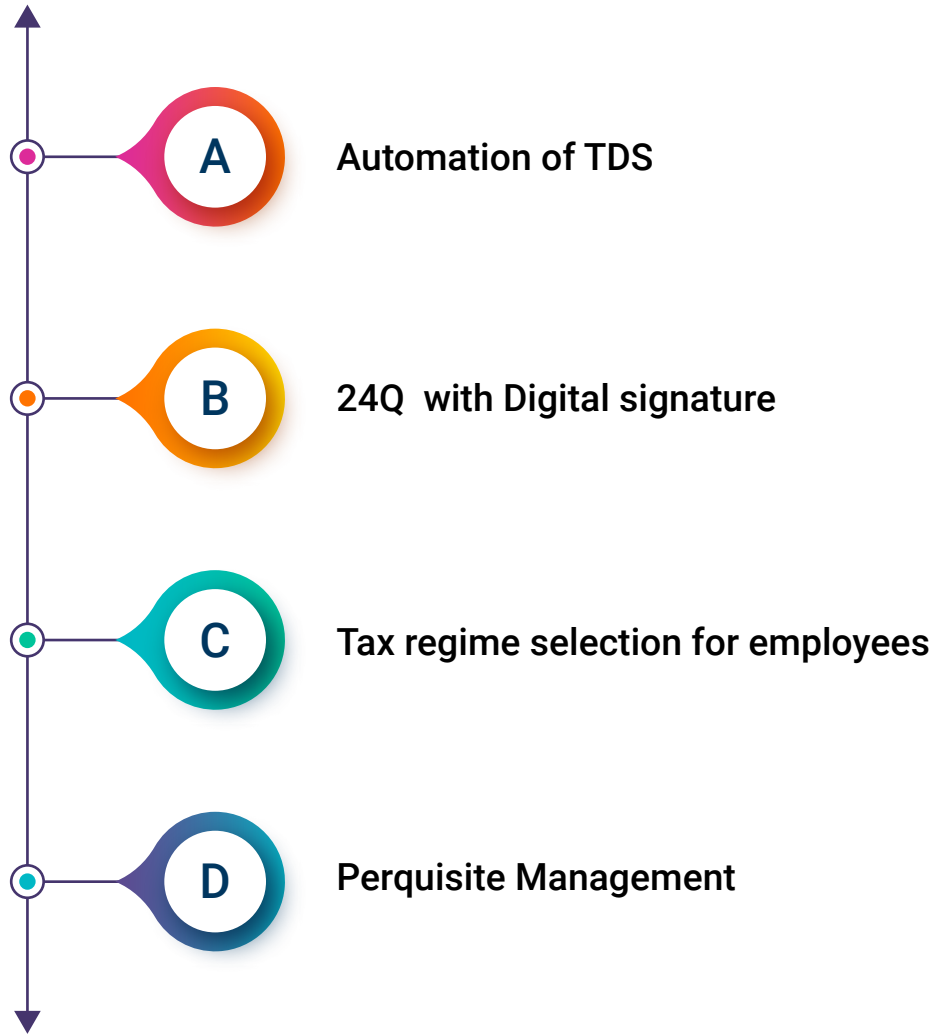 A
Automation of TDS
B
24Q  with Digital signature
C
Tax regime selection for employees
D
Perquisite Management